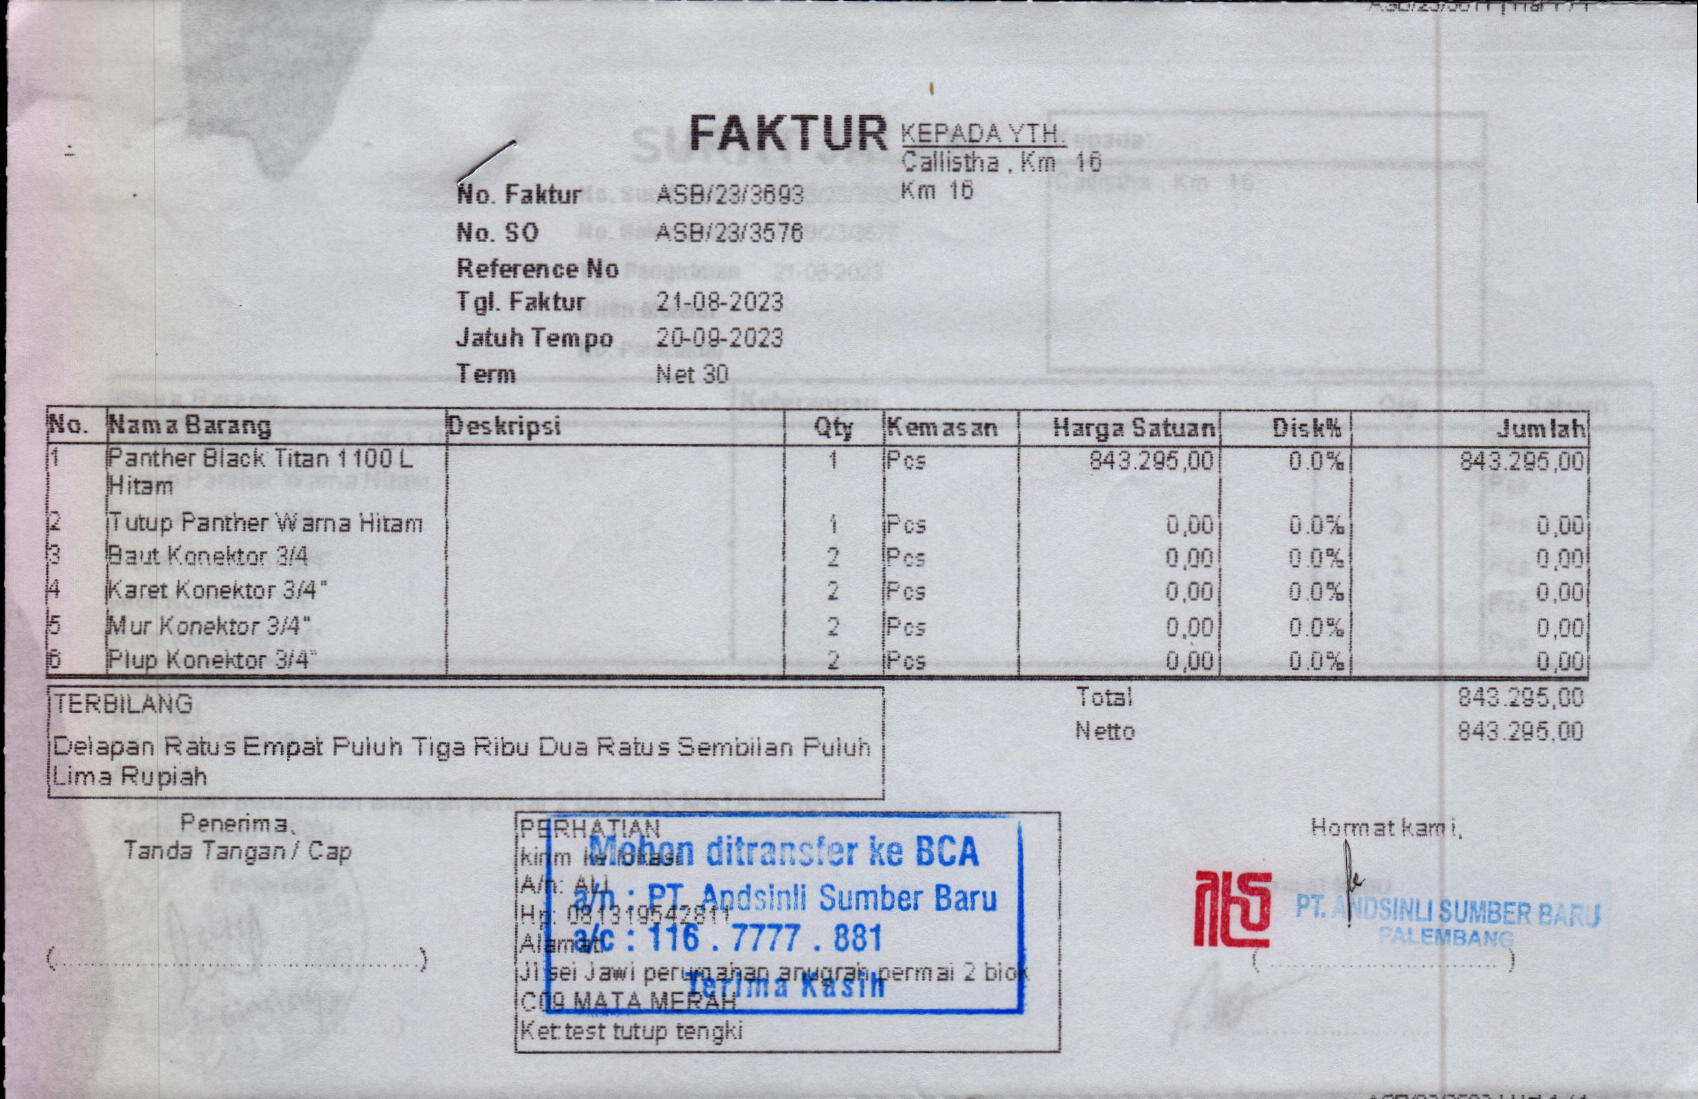 FAKTUR
KEPADA YTH.
Callistha , Km 16
Km 16
No. Faktur ASB/23/3693
No. SO ASB/23/3576
Reference No
Tgl. Faktur 21-08-2023
Jatuh Tempo 20-09-2023
Term Net 30
No. Nama Barang Deskripsi Qty Kemasan Harga Satuan Disk% Jumlah
1 Panther Black Titan 1100 L 1 Pcs 843.295,00 0.0% 843.295,00
Hitam
2 Tutup Panther Warna Hitam 1 Pcs 0,00 0.0% 0,00
3 Baut Konektor 3/4 2 Pcs 0,00 0.0% 0,00
4 Karet Konektor 3/4" 2 Pcs 0,00 0.0% 0,00
5 Mur Konektor 3/4" 2 Pcs 0,00 0.0% 0,00
6 Plup Konektor 3/4" 2 Pcs 0,00 0.0% 0,00
TERBILANG
Delapan Ratus Empat Puluh Tiga Ribu Dua Ratus Sembilan Puluh
Lima Rupiah
Total 843.295,00
Netto 843.295,00
Penerima,
Tanda Tangan / Cap
(........................................)
PERHATIAN
kirim ke lokasi
A/n: ALI
Hp: 081319542811
Alamat:
Jl sei Jawi perumahan anugrah permai 2 blok
C09 MATA MERAH
Ket:test tutup tengki
Mohon ditransfer ke BCA
a/n : PT. Andsinli Sumber Baru
a/c : 116 . 7777 . 881
Terima Kasih
Hormat kami,
PT. ANDSINLI SUMBER BARU
PALEMBANG
(............................)